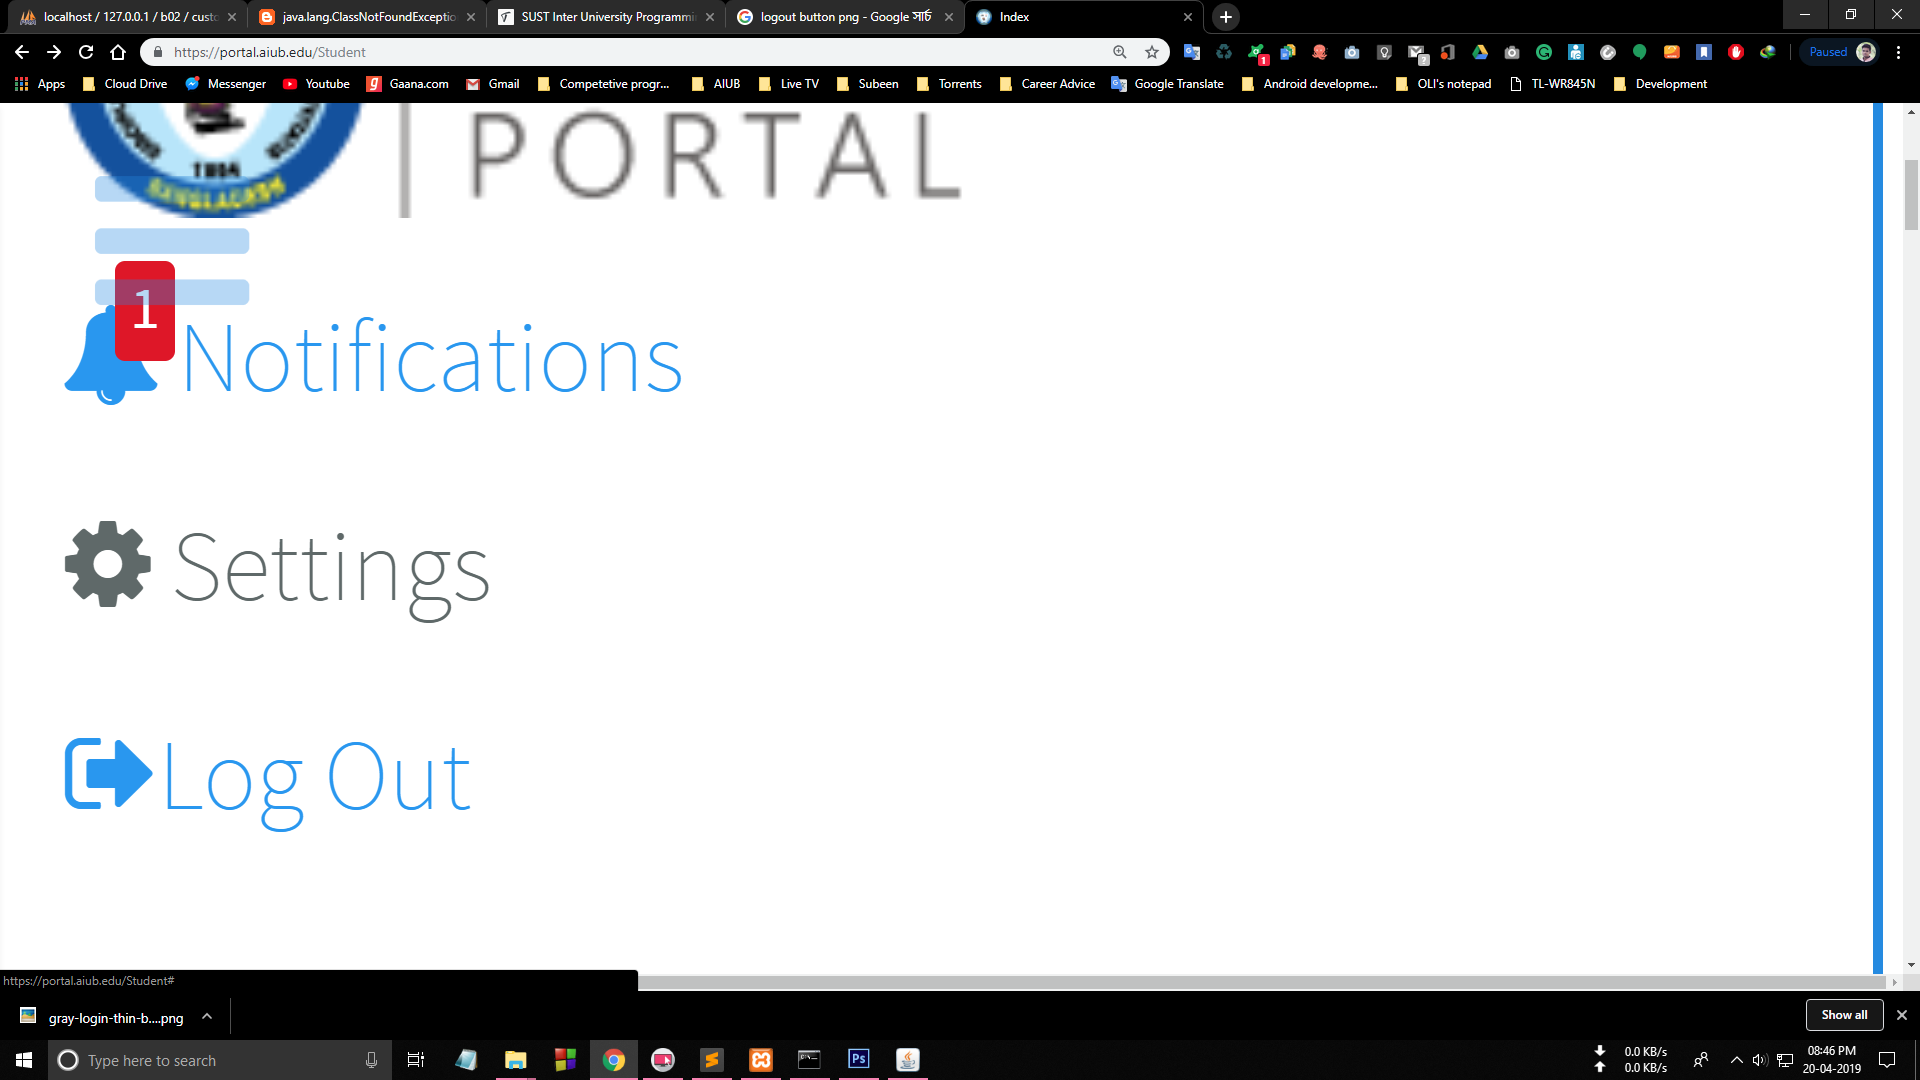 localhost / 127.0.0.1 / b02 / custo
java.lang.ClassNotFoundExceptio
SUST Inter University Programmi
logout button png - Google সার্চ
Index
https://portal.aiub.edu/Student
Paused
Apps
Cloud Drive
Messenger
Youtube
Gaana.com
Gmail
Competetive progr...
AIUB
Live TV
Subeen
Torrents
Career Advice
Google Translate
Android developme...
OLI's notepad
TL-WR845N
Development
PORTAL
BANGLADESH
1
Notifications
Settings
Log Out
https://portal.aiub.edu/Student#
gray-login-thin-b....png
Show all
Type here to search
Ps
0.0 KB/s
0.0 KB/s
08:46 PM
20-04-2019